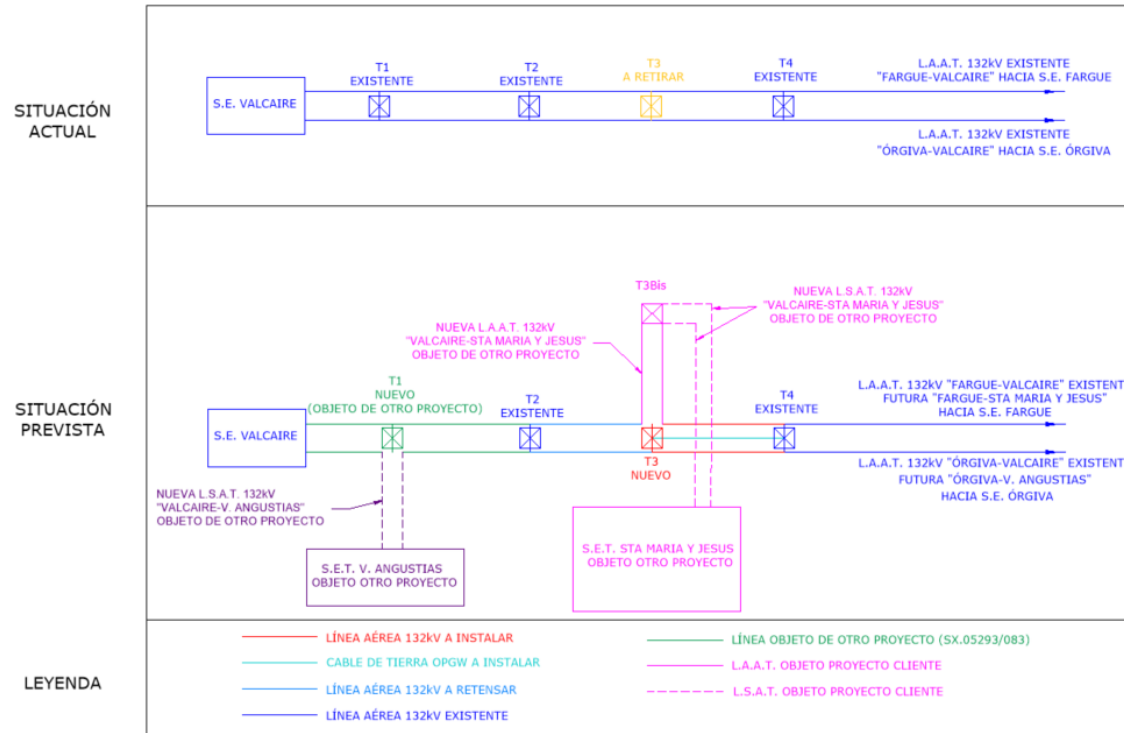 SITUACIÓN
ACTUAL
S.E. VALCAIRE
T1
EXISTENTE
T2
EXISTENTE
T3
A RETIRAR
T4
EXISTENTE
L.A.A.T. 132kV EXISTENTE
"FARGUE-VALCAIRE" HACIA S.E. FARGUE
L.A.A.T. 132kV EXISTENTE
"ÓRGIVA-VALCAIRE" HACIA S.E. ÓRGIVA
SITUACIÓN
PREVISTA
T3Bis
NUEVA L.S.A.T. 132kV
"VALCAIRE-STA MARIA Y JESUS"
OBJETO DE OTRO PROYECTO
NUEVA L.A.A.T. 132kV
"VALCAIRE-STA MARIA Y JESUS"
OBJETO DE OTRO PROYECTO
T1
NUEVO
(OBJETO DE OTRO PROYECTO)
T2
EXISTENTE
T4
EXISTENTE
L.A.A.T. 132kV "FARGUE-VALCAIRE" EXISTENT
FUTURA "FARGUE-STA MARIA Y JESUS"
HACIA S.E. FARGUE
S.E. VALCAIRE
T3
NUEVO
L.A.A.T. 132kV "ÓRGIVA-VALCAIRE" EXISTENT
FUTURA "ÓRGIVA-V. ANGUSTIAS"
HACIA S.E. ÓRGIVA
NUEVA L.S.A.T. 132kV
"VALCAIRE-V. ANGUSTIAS"
OBJETO DE OTRO PROYECTO
S.E.T. V. ANGUSTIAS
OBJETO OTRO PROYECTO
S.E.T. STA MARIA Y JESUS
OBJETO OTRO PROYECTO
LEYENDA
LÍNEA AÉREA 132kV A INSTALAR
CABLE DE TIERRA OPGW A INSTALAR
LÍNEA AÉREA 132kV A RETENSAR
LÍNEA AÉREA 132kV EXISTENTE
LÍNEA OBJETO DE OTRO PROYECTO (SX.05293/083)
L.A.A.T. OBJETO PROYECTO CLIENTE
L.S.A.T. OBJETO PROYECTO CLIENTE